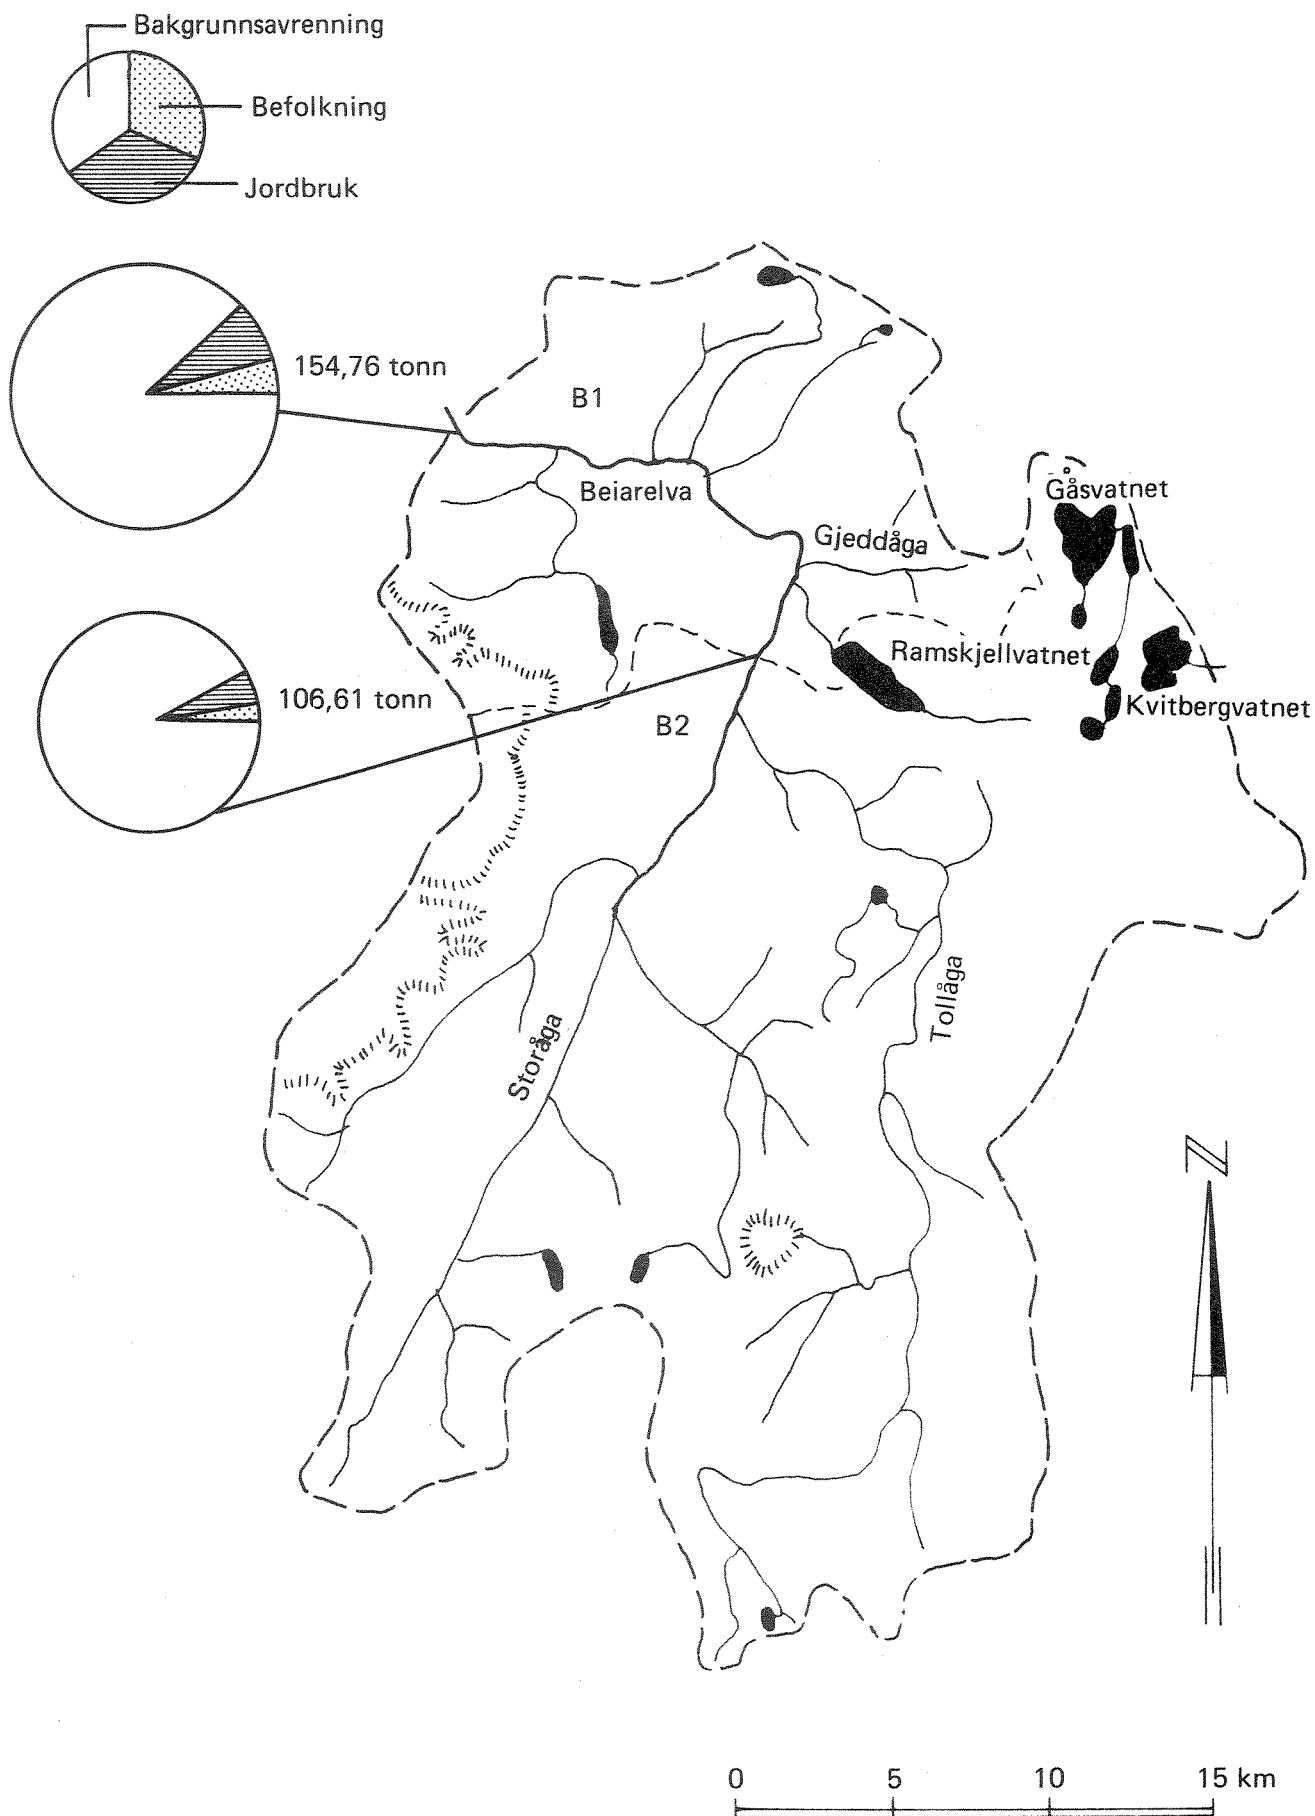 Bakgrunnsavrenning
Befolkning
Jordbruk
154,76 tonn
B1
Beiarelva
Gjeddåga
Gåsvatnet
106,61 tonn
Ramskjellvatnet
B2
Kvitbergvatnet
Storåga
Tollåga
N
0 5 10 15 km